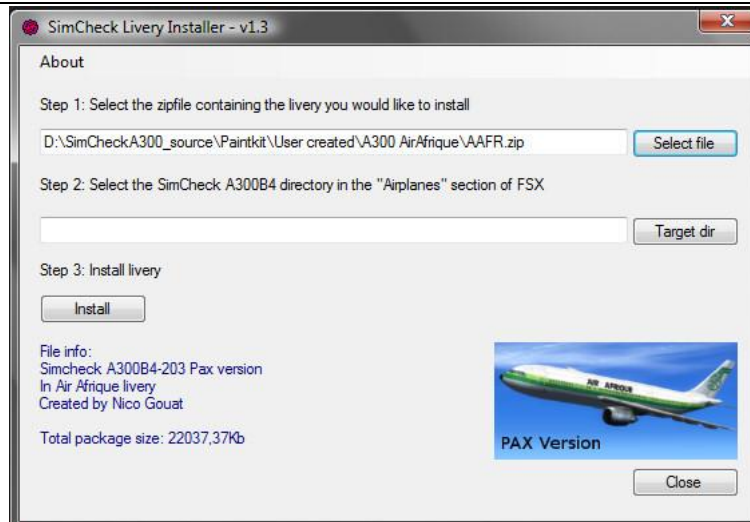 SimCheck Livery Installer - v1.3
About
Step 1: Select the zipfile containing the livery you would like to install
D:\SimCheckA300_source\Paintkit\User created\A300 AirAfrique\AAFR.zip
Select file
Step 2: Select the SimCheck A300B4 directory in the "Airplanes" section of FSX
Target dir
Step 3: Install livery
Install
File info:
Simcheck A300B4-203 Pax version
In Air Afrique livery
Created by Nico Gouat
Total package size: 22037,37Kb
AIR AFRIQUE
PAX Version
Close